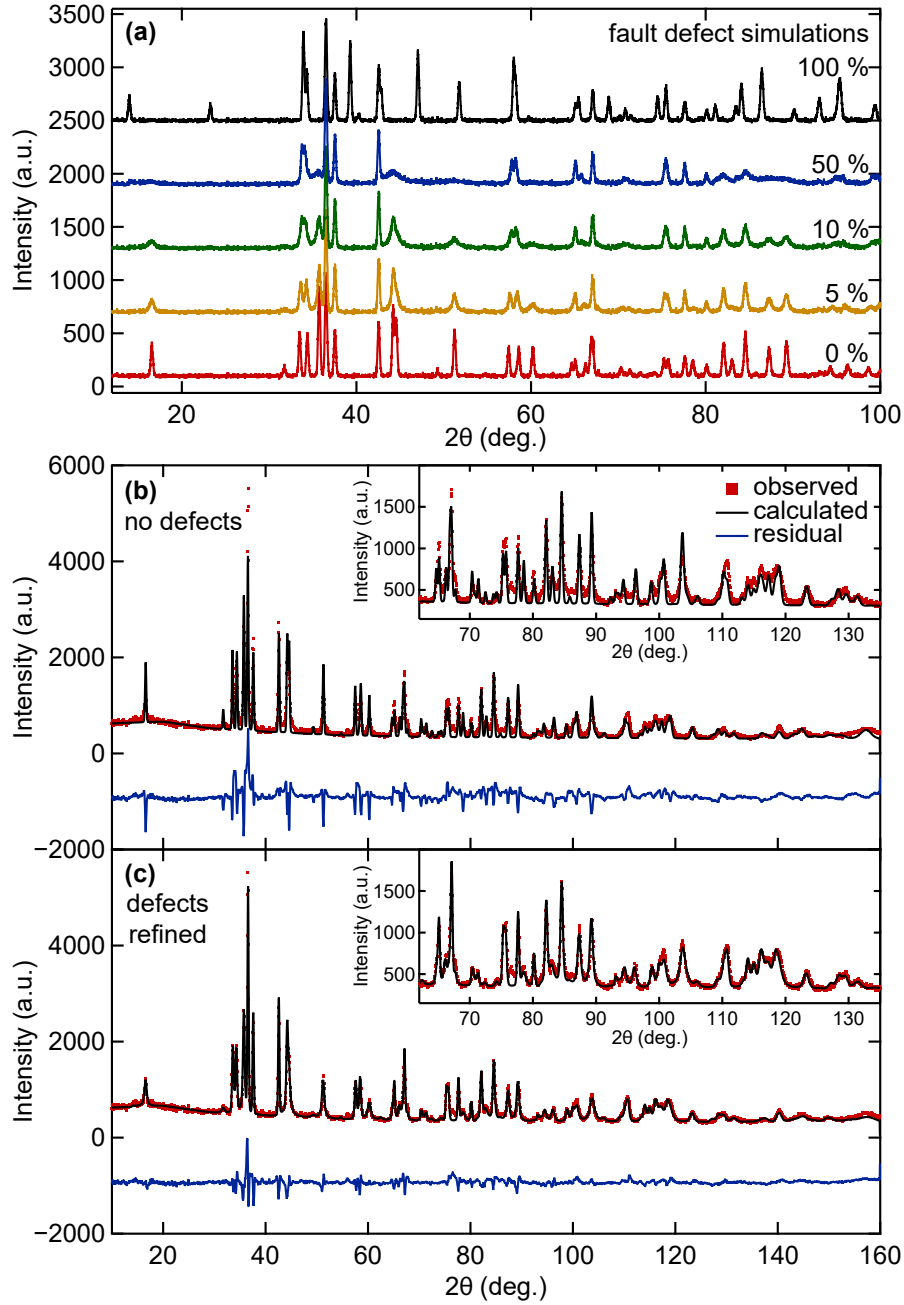 (a)
fault defect simulations
100 %
50 %
10 %
5 %
0 %
3500
3000
2500
2000
1500
1000
500
0
Intensity (a.u.)
20
40
60
80
100
2θ (deg.)
(b)
no defects
6000
4000
2000
0
−2000
Intensity (a.u.)
1500
1000
500
Intensity (a.u.)
70
80
90
100
110
120
130
2θ (deg.)
observed
calculated
residual
(c)
defects
refined
4000
2000
0
−2000
Intensity (a.u.)
1500
1000
500
Intensity (a.u.)
70
80
90
100
110
120
130
2θ (deg.)
20
40
60
80
100
120
140
160
2θ (deg.)